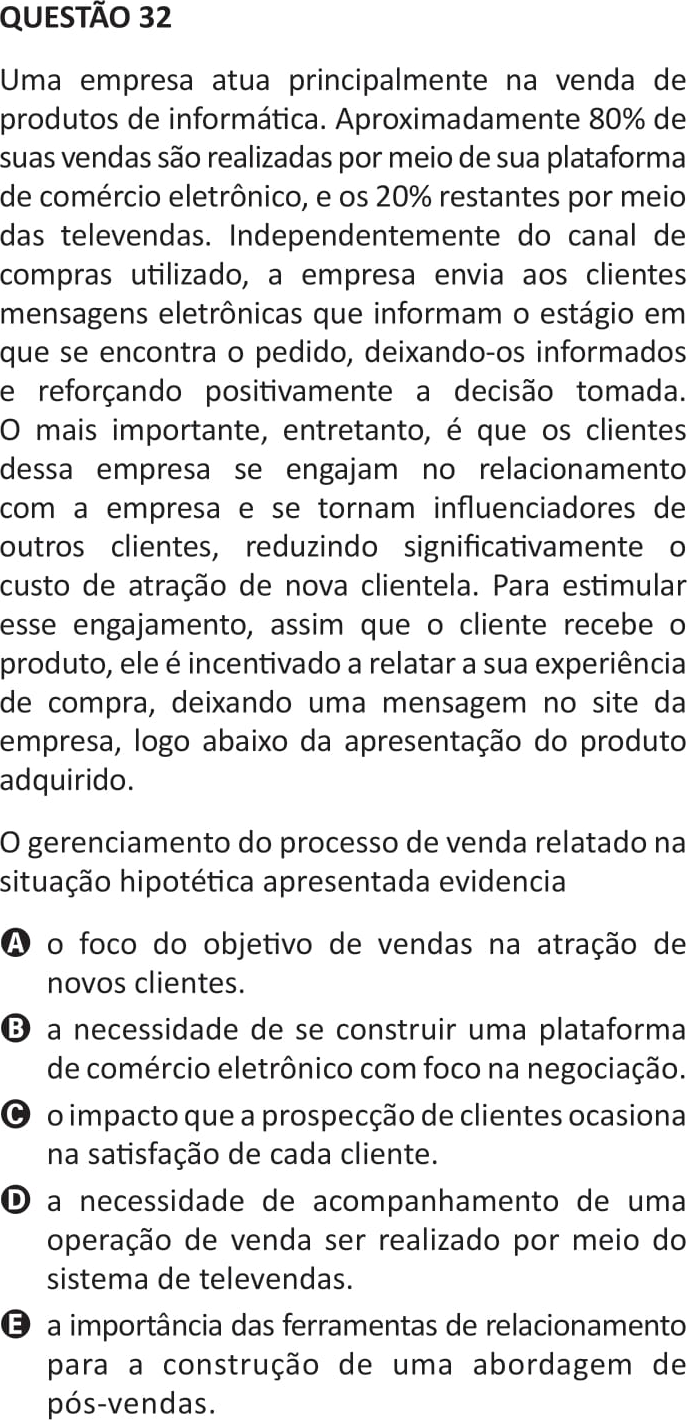 QUESTÃO 32
Uma empresa atua principalmente na venda de
produtos de informática. Aproximadamente 80% de
suas vendas são realizadas por meio de sua plataforma
de comércio eletrônico, e os 20% restantes por meio
das televendas. Independentemente do canal de
compras utilizado, a empresa envia aos clientes
mensagens eletrônicas que informam o estágio em
que se encontra o pedido, deixando-os informados
e reforçando positivamente a decisão tomada.
O mais importante, entretanto, é que os clientes
dessa empresa se engajam no relacionamento
com a empresa e se tornam influenciadores de
outros clientes, reduzindo significativamente o
custo de atração de nova clientela. Para estimular
esse engajamento, assim que o cliente recebe o
produto, ele é incentivado a relatar a sua experiência
de compra, deixando uma mensagem no site da
empresa, logo abaixo da apresentação do produto
adquirido.
O gerenciamento do processo de venda relatado na
situação hipotética apresentada evidencia
A o foco do objetivo de vendas na atração de
novos clientes.
B a necessidade de se construir uma plataforma
de comércio eletrônico com foco na negociação.
C o impacto que a prospecção de clientes ocasiona
na satisfação de cada cliente.
D a necessidade de acompanhamento de uma
operação de venda ser realizado por meio do
sistema de televendas.
E a importância das ferramentas de relacionamento
para a construção de uma abordagem de
pós-vendas.